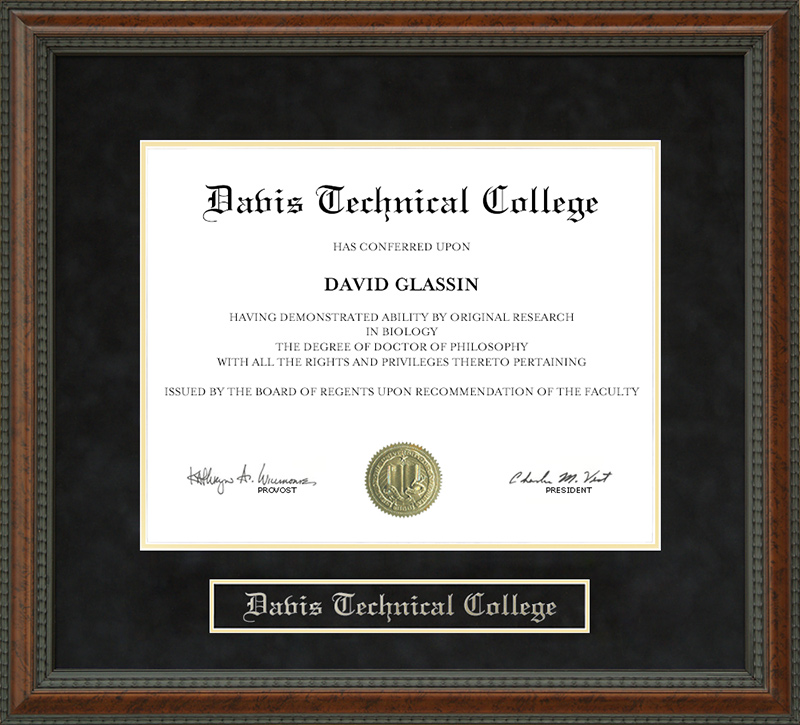 Davis Technical College
HAS CONFERRED UPON
DAVID GLASSIN
HAVING DEMONSTRATED ABILITY BY ORIGINAL RESEARCH
IN BIOLOGY
THE DEGREE OF DOCTOR OF PHILOSOPHY
WITH ALL THE RIGHTS AND PRIVILEGES THERETO PERTAINING
ISSUED BY THE BOARD OF REGENTS UPON RECOMMENDATION OF THE FACULTY
Charles M. Vest
PROVOST PRESIDENT
Davis Technical College